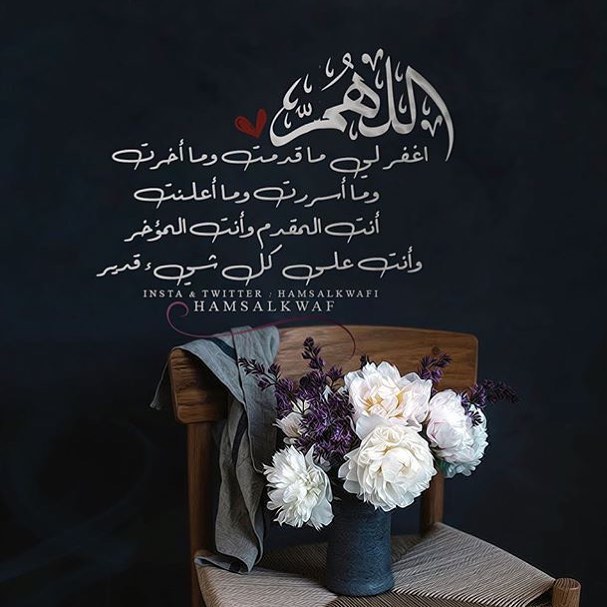 اللهم
اغفر لي ما قدمت وما أخرت
وما أسررت وما أعلنت
أنت المقدم وأنت المؤخر
وأنت على كل شيء قدير
INSTA & TWITTER : HAMSALKWAFI
HAMSALKWAF